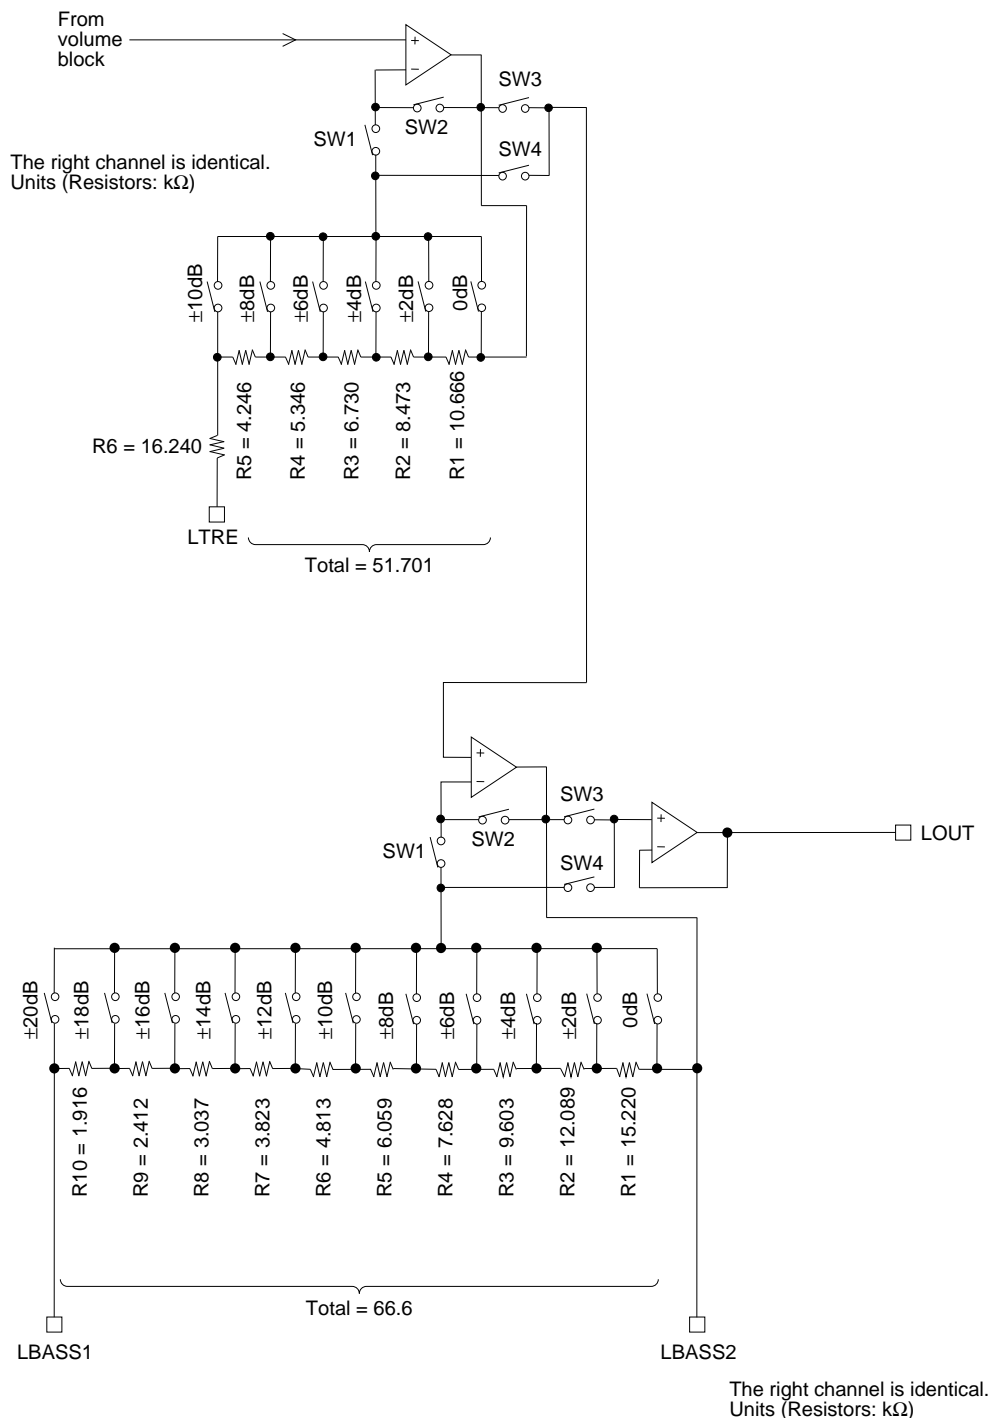 From
volume
block
+
−
SW3
SW2
SW1
SW4
The right channel is identical.
Units (Resistors: kΩ)
±10dB
±8dB
±6dB
±4dB
±2dB
0dB
R6 = 16.240
R5 = 4.246
R4 = 5.346
R3 = 6.730
R2 = 8.473
R1 = 10.666
LTRE
Total = 51.701
+
−
SW3
SW2
SW1
SW4
+
−
LOUT
±20dB
±18dB
±16dB
±14dB
±12dB
±10dB
±8dB
±6dB
±4dB
±2dB
0dB
R10 = 1.916
R9 = 2.412
R8 = 3.037
R7 = 3.823
R6 = 4.813
R5 = 6.059
R4 = 7.628
R3 = 9.603
R2 = 12.089
R1 = 15.220
Total = 66.6
LBASS1
LBASS2
The right channel is identical.
Units (Resistors: kΩ)